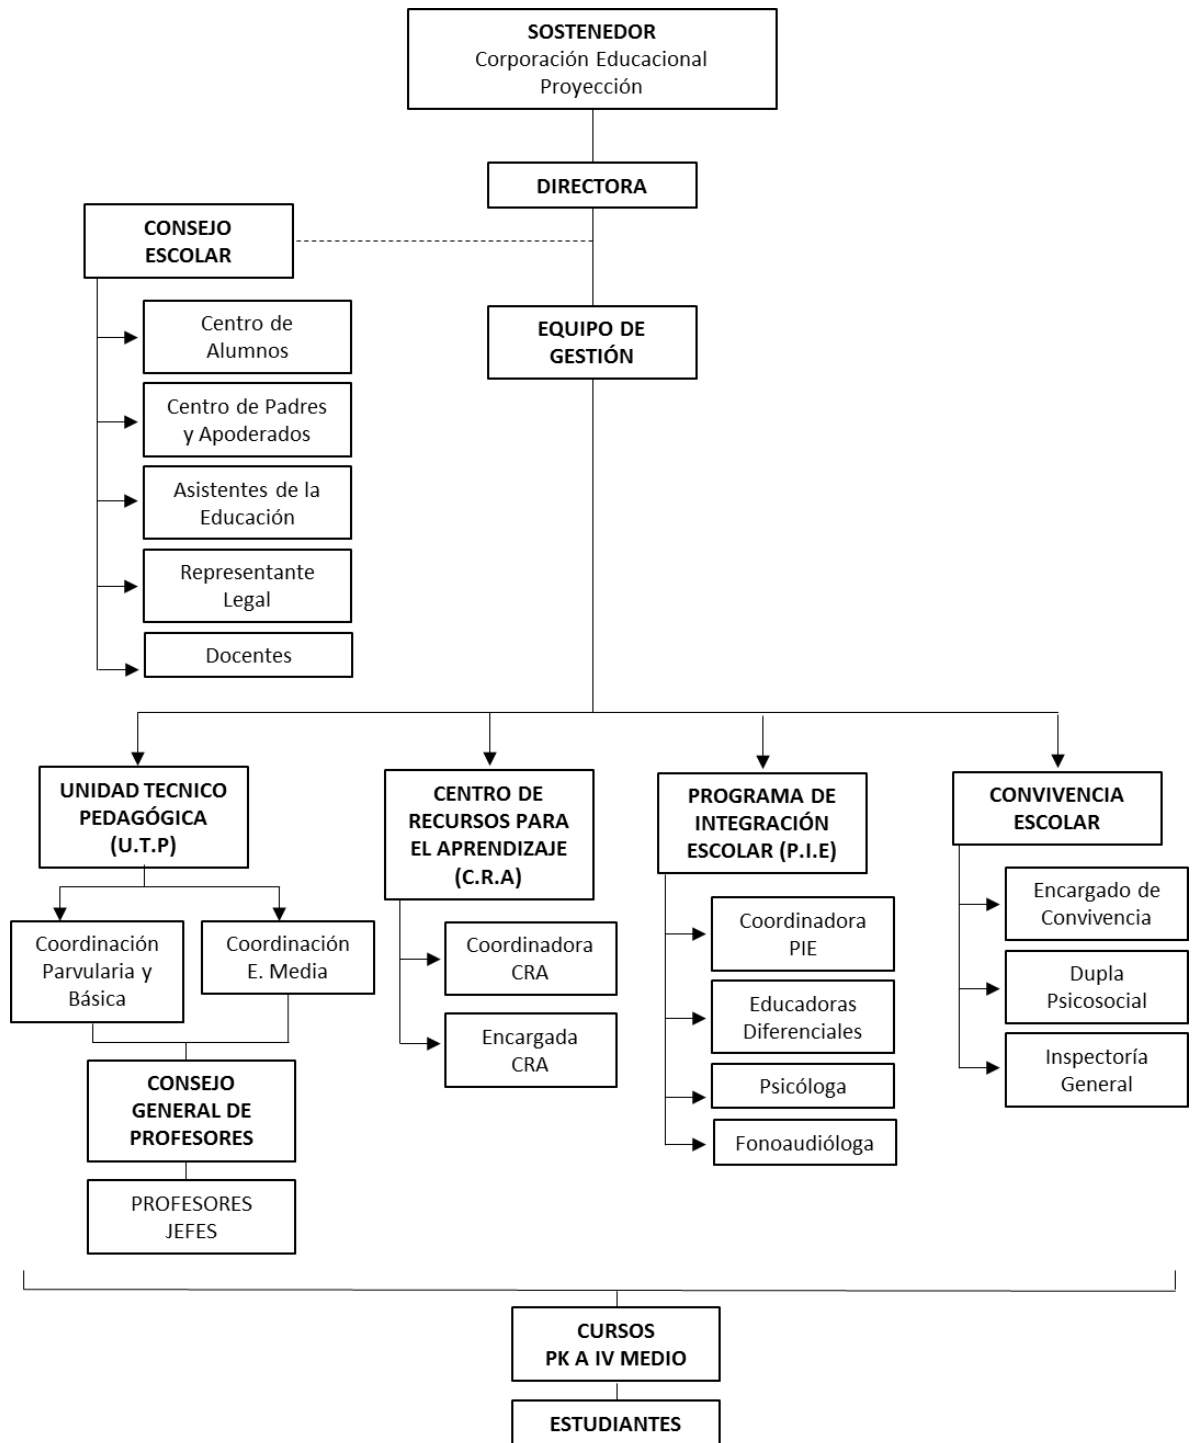 SOSTENEDOR
Corporación Educacional
Proyección
DIRECTORA
CONSEJO
ESCOLAR
Centro de
Alumnos
Centro de Padres
y Apoderados
Asistentes de la
Educación
Representante
Legal
Docentes
EQUIPO DE
GESTIÓN
UNIDAD TECNICO
PEDAGÓGICA
(U.T.P)
Coordinación
Parvularia y
Básica
Coordinación
E. Media
CONSEJO
GENERAL DE
PROFESORES
PROFESORES
JEFES
CENTRO DE
RECURSOS PARA
EL APRENDIZAJE
(C.R.A)
Coordinadora
CRA
Encargada
CRA
PROGRAMA DE
INTEGRACIÓN
ESCOLAR (P.I.E)
Coordinadora
PIE
Educadoras
Diferenciales
Psicóloga
Fonoaudióloga
CONVIVENCIA
ESCOLAR
Encargado de
Convivencia
Dupla
Psicosocial
Inspectoría
General
CURSOS
PK A IV MEDIO
ESTUDIANTES